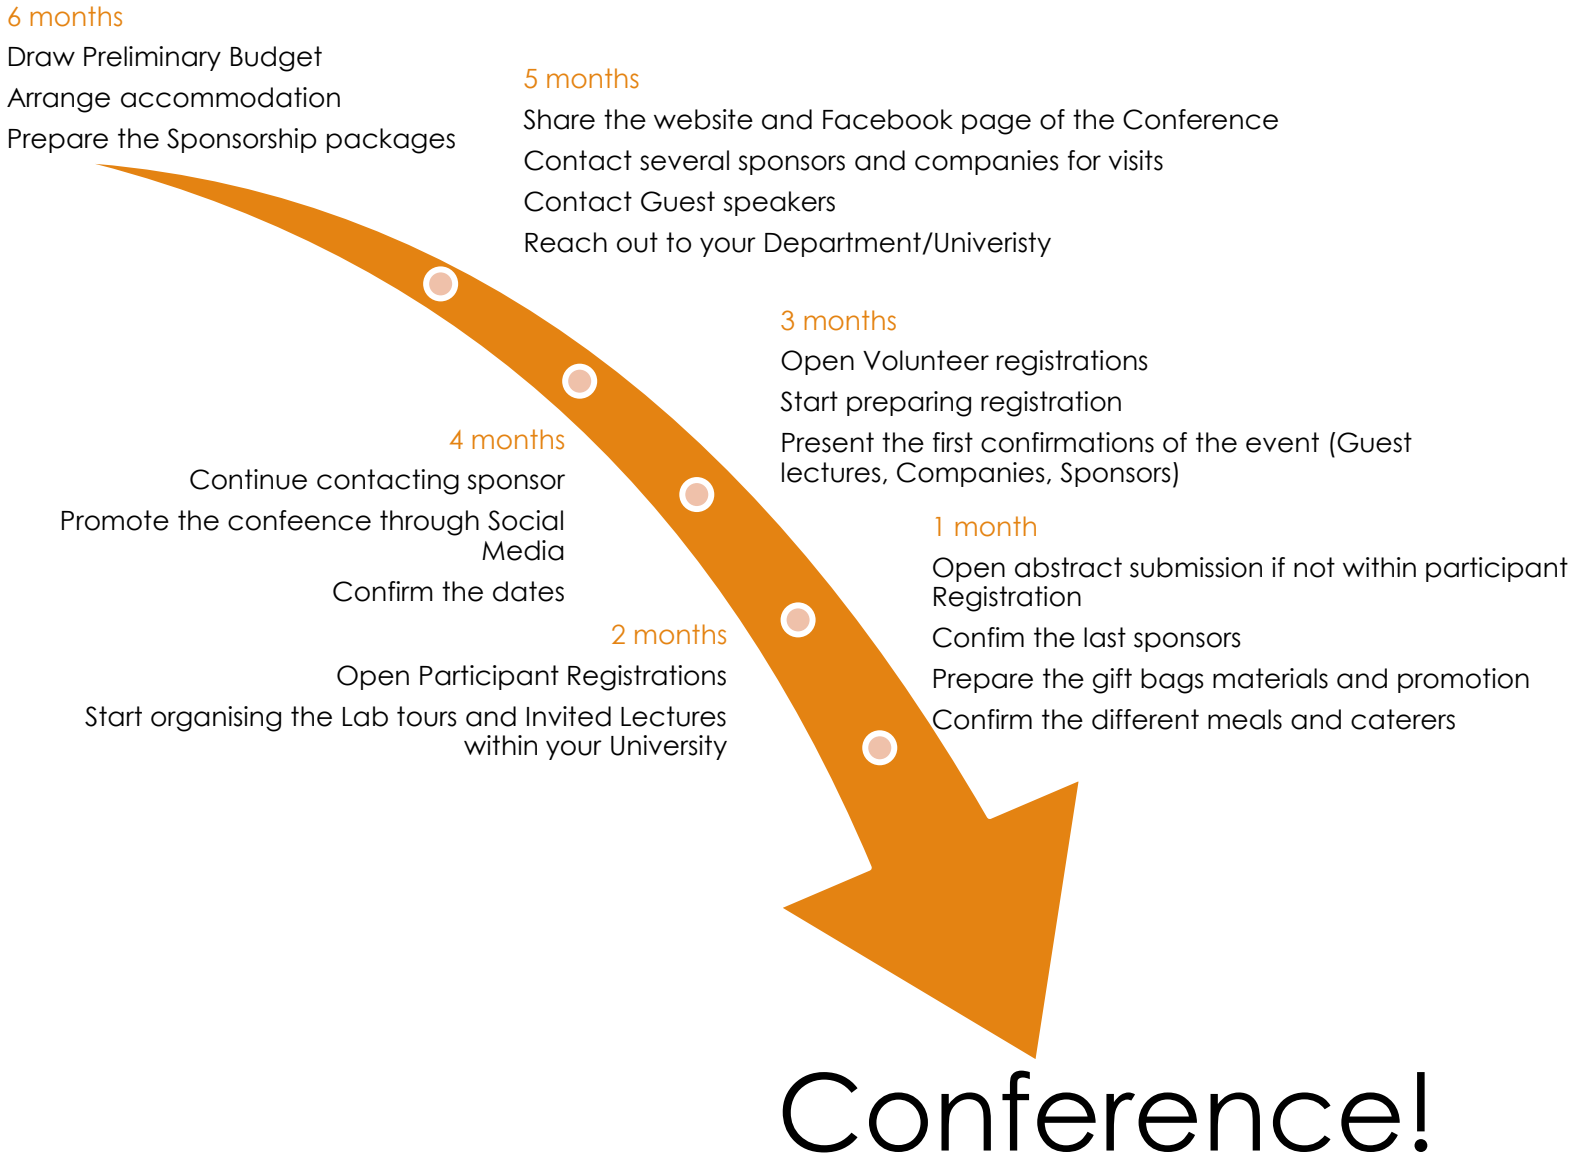 6 months
Draw Preliminary Budget
Arrange accommodation
Prepare the Sponsorship packages
5 months
Share the website and Facebook page of the Conference
Contact several sponsors and companies for visits
Contact Guest speakers
Reach out to your Department/Univeristy
4 months
Continue contacting sponsor
Promote the confeence through Social
Media
Confirm the dates
3 months
Open Volunteer registrations
Start preparing registration
Present the first confirmations of the event (Guest
lectures, Companies, Sponsors)
2 months
Open Participant Registrations
Start organising the Lab tours and Invited Lectures
within your University
1 month
Open abstract submission if not within participant
Registration
Confim the last sponsors
Prepare the gift bags materials and promotion
Confirm the different meals and caterers
Conference!